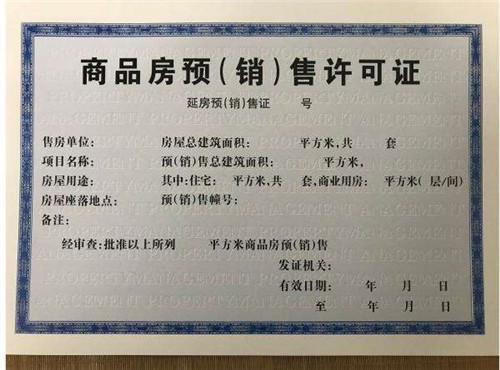 商品房预(销)售许可证
延房预(销)售证 号
售房单位: 房屋总建筑面积: 平方米,共 套
项目名称: 预(销)售总建筑面积: 平方米,
房屋用途: 其中:住宅: 平方米,共 套,商业用房: 平方米(层/间)
房屋座落地点: 预(销)售幢号:
备注:
经审查:批准以上所列 平方米商品房预(销)售
发证机关:
有效日期: 年 月 日
至 年 月 日